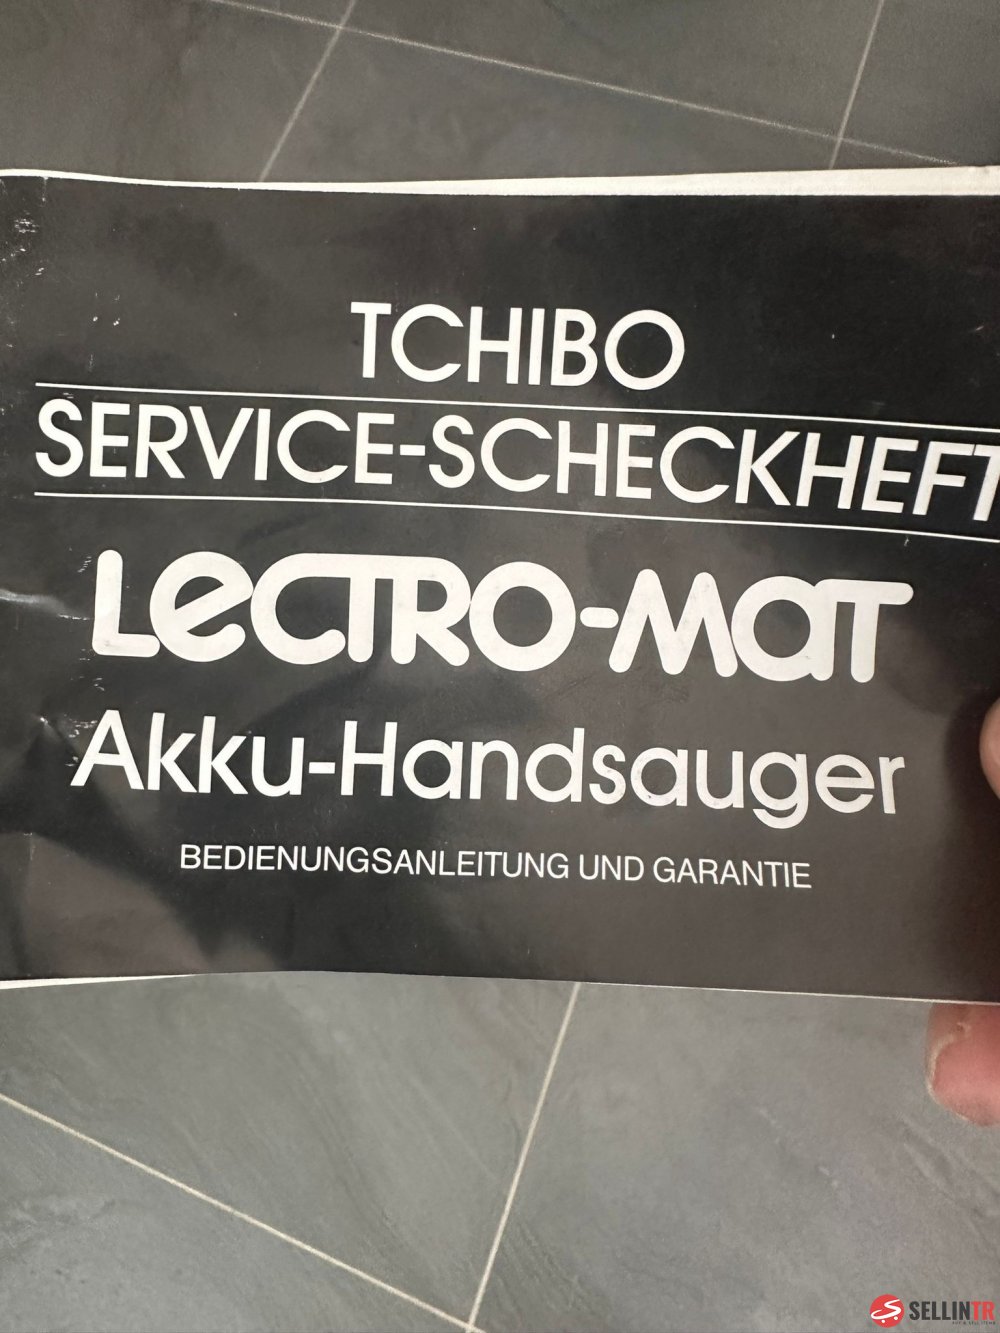 TCHIBO
SERVICE-SCHECKHEFT
LECTRO-MAT
Akku-Handsauger
BEDIENUNGSANLEITUNG UND GARANTIE
SELLINTR